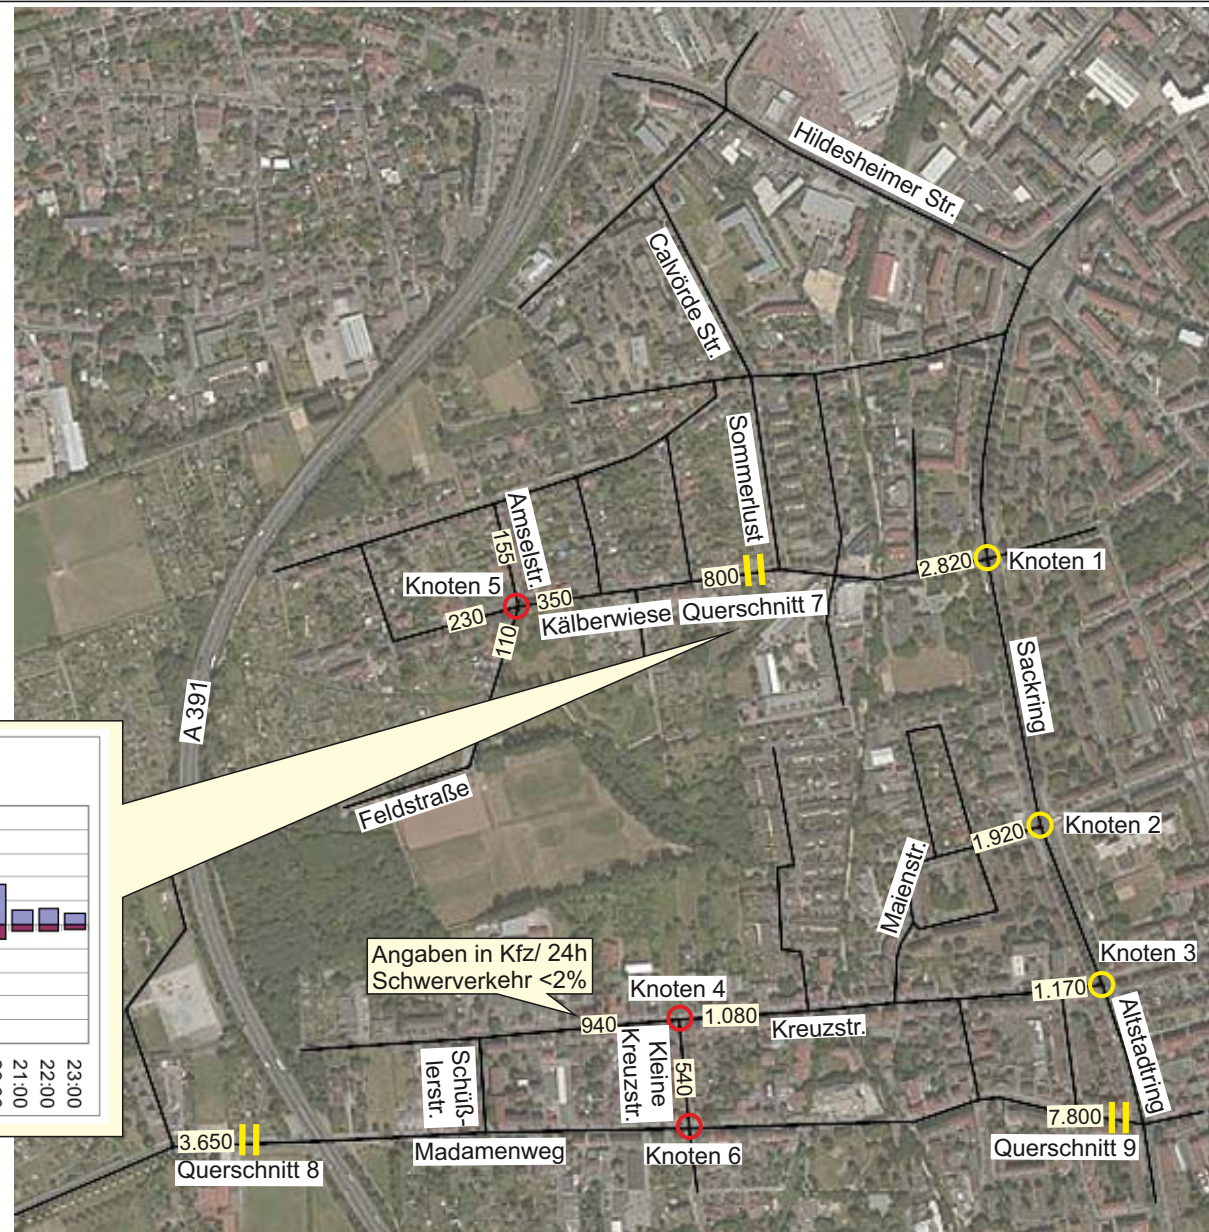 Hildesheimer Str.
Calvörde Str.
Sommerlust
Amselstr.
155
Knoten 5
230
350
110
Kälberwiese
800
Querschnitt 7
2.820
Knoten 1
Sackring
A 391
Feldstraße
Maienstr.
1.920
Knoten 2
Angaben in Kfz/ 24h
Schwerverkehr <2%
Knoten 4
940
1.080
Kreuzstr.
Knoten 3
1.170
Altstadtring
Schüß-
lerstr.
Kleine
Kreuzstr.
540
3.650
Querschnitt 8
Madamenweg
Knoten 6
7.800
Querschnitt 9
21:00
22:00
23:00